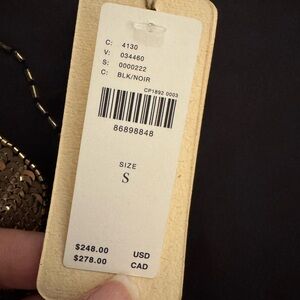 C: 4130
V: 034460
S: 0000222
C: BLK/NOIR
CP1892 0003
86898848
SIZE
S
$248.00 USD
$278.00 CAD